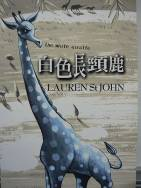 the white giraffe
白色長頸鹿
LAUREN St JOHN